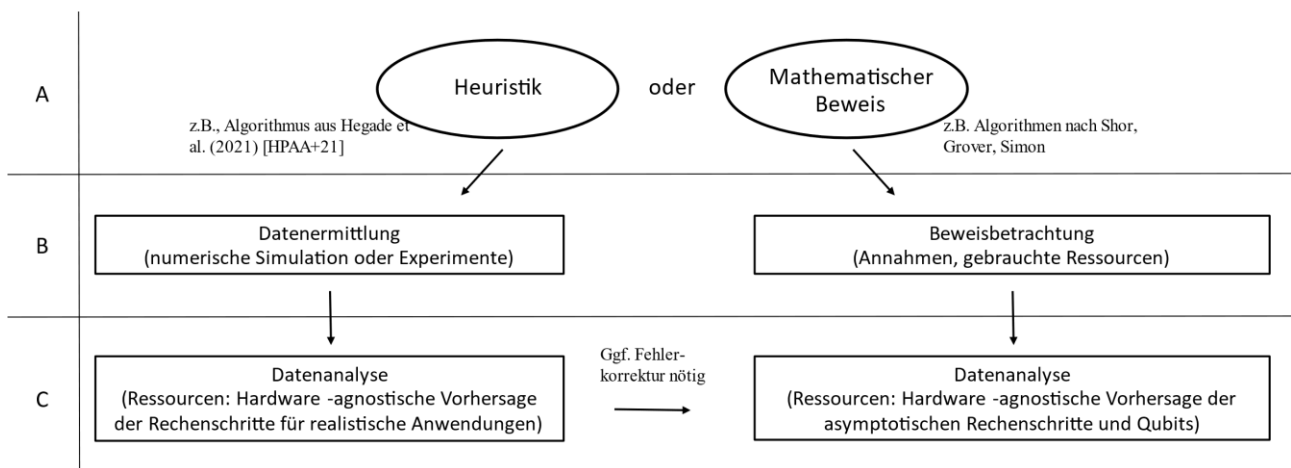 A
Heuristik
oder
Mathematischer
Beweis
z.B., Algorithmus aus Hegade et
al. (2021) [HPAA+21]
z.B. Algorithmen nach Shor,
Grover, Simon
B
Datenermittlung
(numerische Simulation oder Experimente)
Beweisbetrachtung
(Annahmen, gebrauchte Ressourcen)
C
Datenanalyse
(Ressourcen: Hardware -agnostische Vorhersage
der Rechenschritte für realistische Anwendungen)
Ggf. Fehler-
korrektur nötig
Datenanalyse
(Ressourcen: Hardware -agnostische Vorhersage der
asymptotischen Rechenschritte und Qubits)